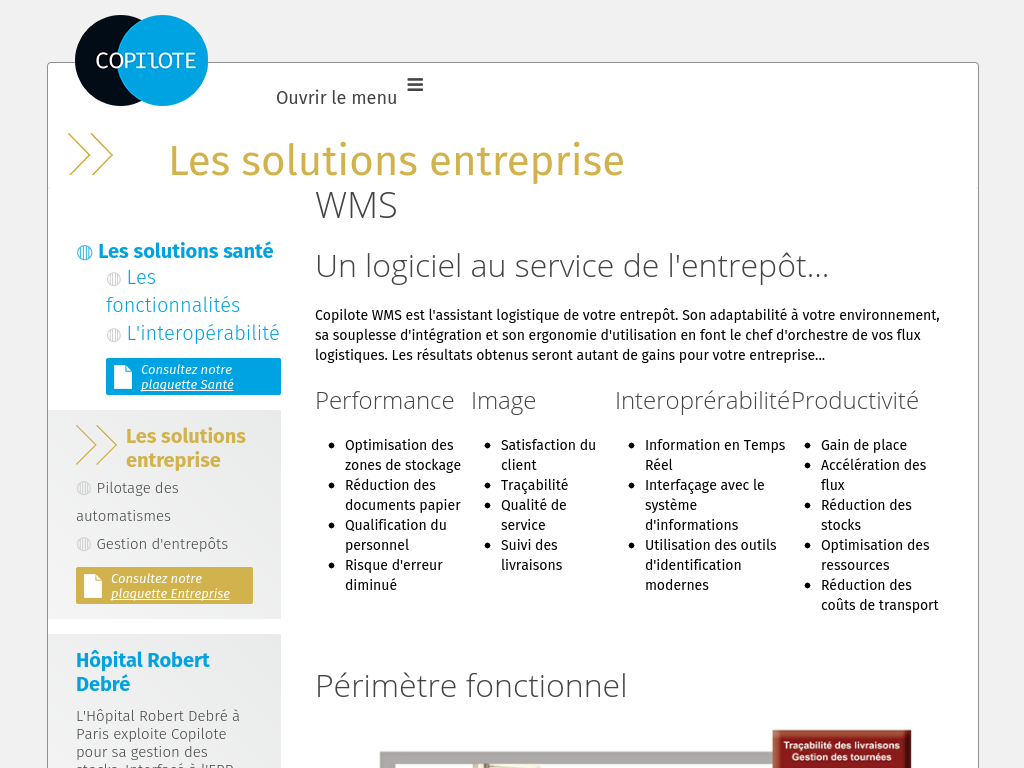 COPILOTE
Ouvrir le menu
Les solutions entreprise
WMS
Les solutions santé
Les
fonctionnalités
L'interopérabilité
Consultez notre
plaquette Santé
Les solutions
entreprise
Pilotage des
automatismes
Gestion d'entrepôts
Consultez notre
plaquette Entreprise
Hôpital Robert
Debré
L'Hôpital Robert Debré à
Paris exploite Copilote
pour sa gestion des
stocks. Interfacé à l'ERP
Un logiciel au service de l'entrepôt...
Copilote WMS est l'assistant logistique de votre entrepôt. Son adaptabilité à votre environnement,
sa souplesse d'intégration et son ergonomie d'utilisation en font le chef d'orchestre de vos flux
logistiques. Les résultats obtenus seront autant de gains pour votre entreprise...
Performance
Optimisation des
zones de stockage
Réduction des
documents papier
Qualification du
personnel
Risque d'erreur
diminué
Image
Satisfaction du
client
Traçabilité
Qualité de
service
Suivi des
livraisons
Interoprérabilité
Information en Temps
Réel
Interfaçage avec le
système
d'informations
Utilisation des outils
d'identification
modernes
Productivité
Gain de place
Accélération des
flux
Réduction des
stocks
Optimisation des
ressources
Réduction des
coûts de transport
Périmètre fonctionnel
Traçabilité des livraisons
Gestion des tournées